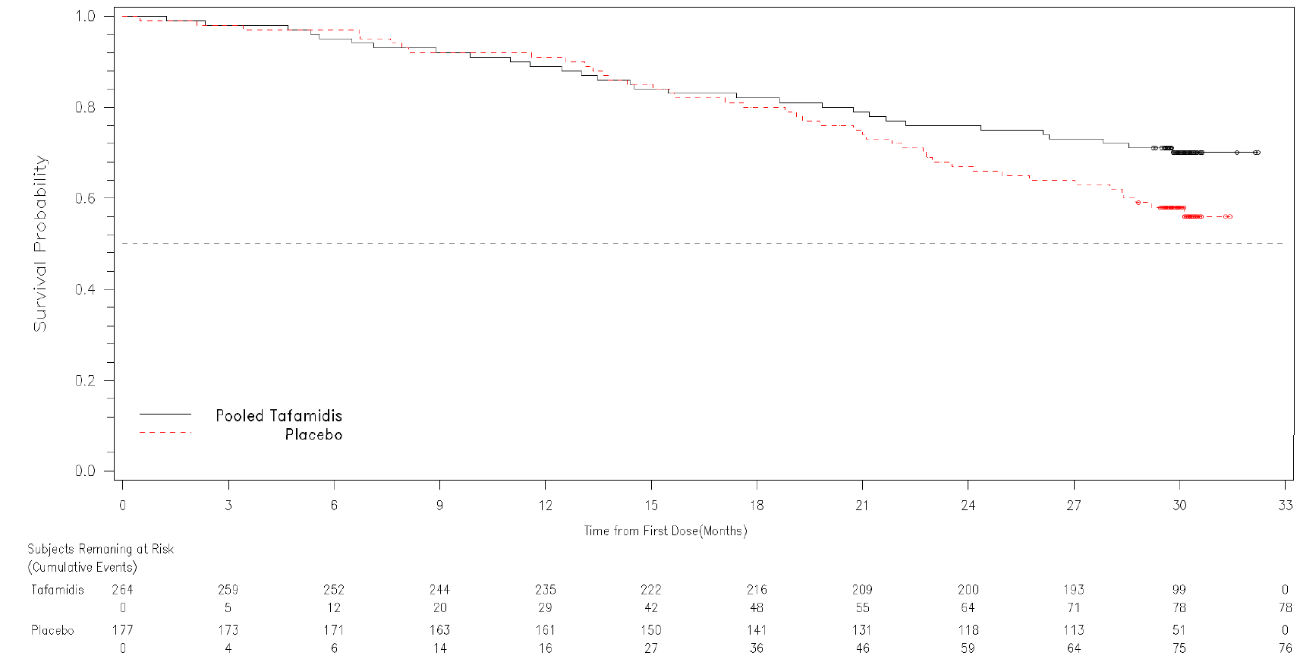 1.0
0.8
0.6
0.4
0.2
0.0
Survival Probability
Pooled Tafamidis
Placebo
0 3 6 9 12 15 18 21 24 27 30 33
Time from First Dose(Months)
Subjects Remaning at Risk
(Cumulative Events)
Tafamidis 264 259 252 244 235 222 216 209 200 193 99 0
0 5 12 20 29 42 48 55 64 71 78 78
Placebo 177 173 171 163 161 150 141 131 118 113 51 0
0 4 6 14 16 27 36 46 59 64 75 76